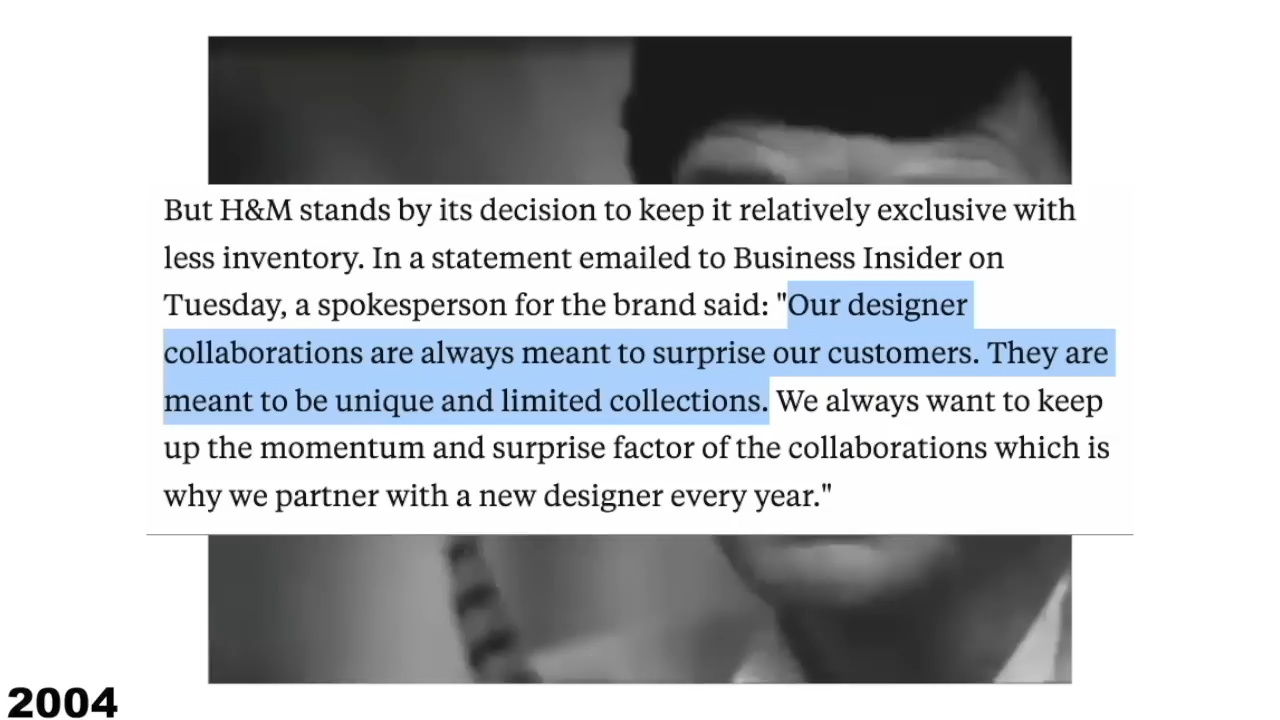 But H&M stands by its decision to keep it relatively exclusive with
less inventory. In a statement emailed to Business Insider on
Tuesday, a spokesperson for the brand said: "Our designer
collaborations are always meant to surprise our customers. They are
meant to be unique and limited collections. We always want to keep
up the momentum and surprise factor of the collaborations which is
why we partner with a new designer every year."
2004